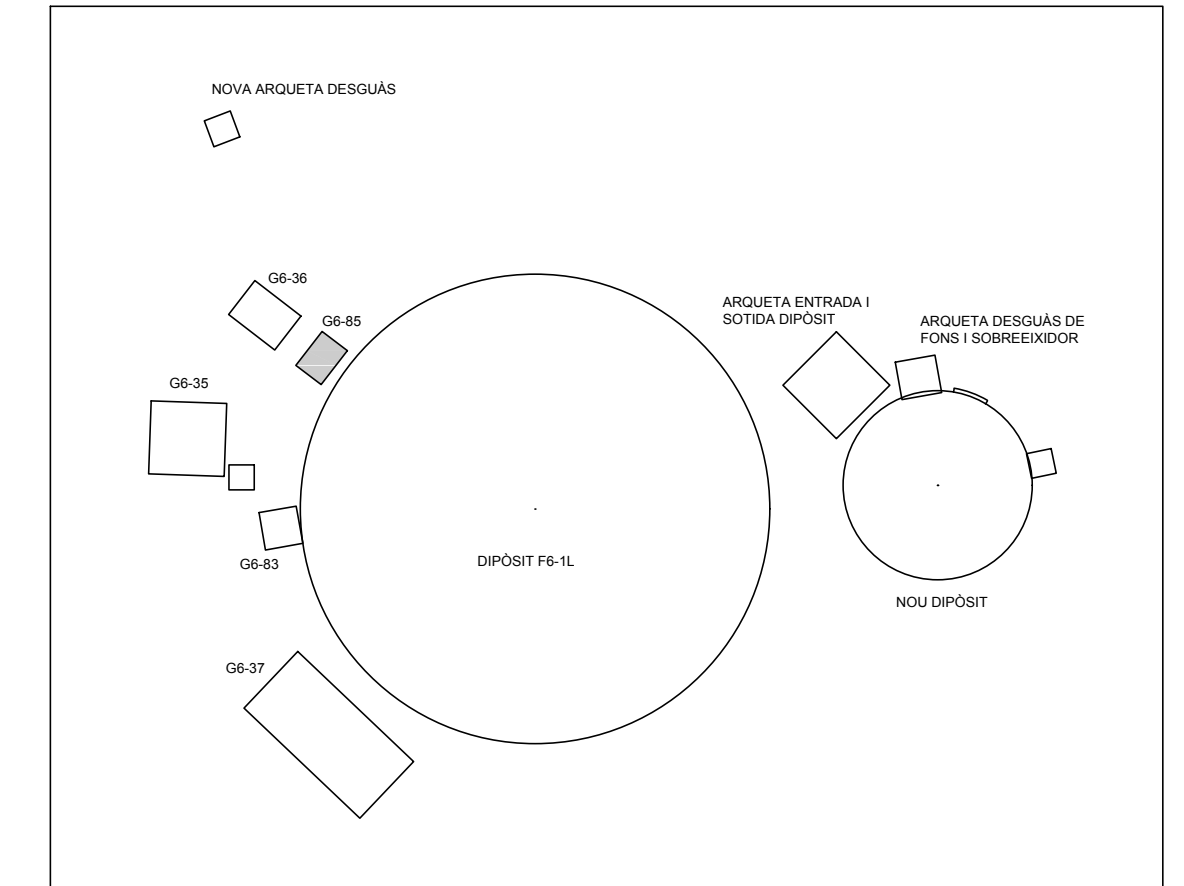 NOVA ARQUETA DESGUÀS
G6-36
G6-85
ARQUETA ENTRADA I
SOTIDA DIPÒSIT
ARQUETA DESGUÀS DE
FONS I SOBREEIXIDOR
G6-35
G6-83
DIPÒSIT F6-1L
NOU DIPÒSIT
G6-37